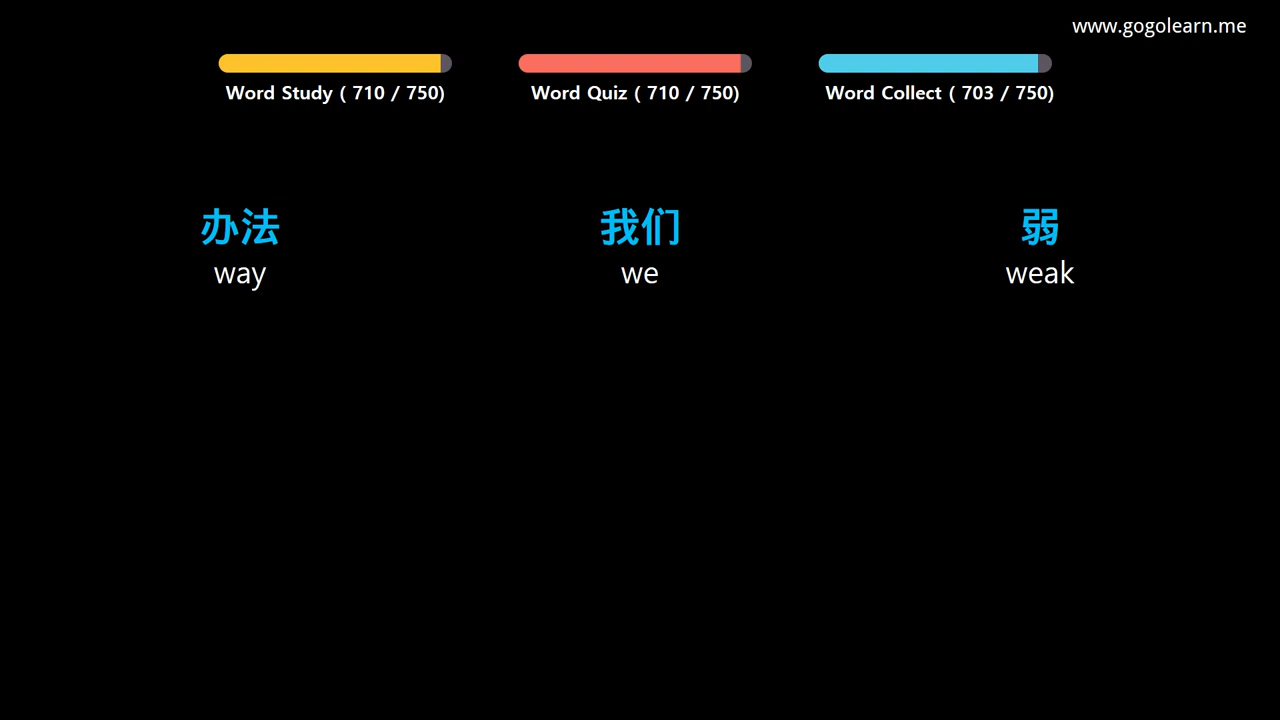 www.gogolearn.me
Word Study ( 710 / 750)
Word Quiz ( 710 / 750)
Word Collect ( 703 / 750)
办法
way
我们
we
弱
weak